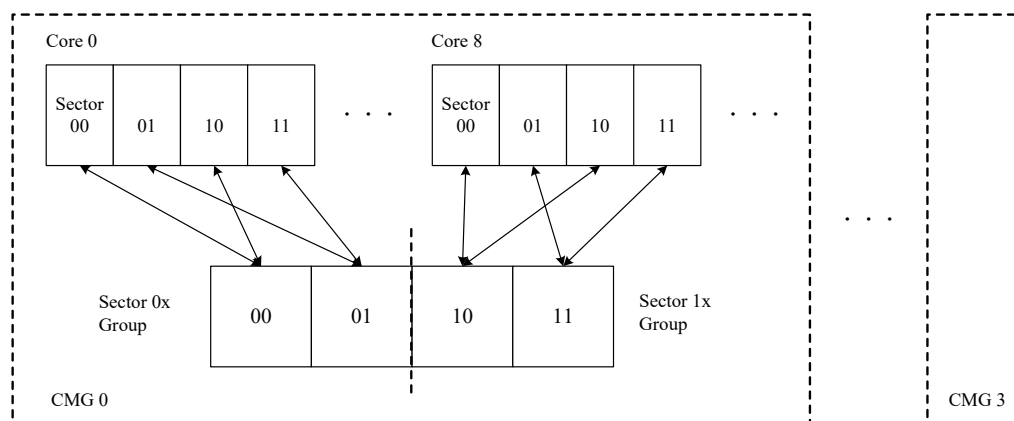 Core 0
Core 8
Sector
00
01
10
11
. . .
Sector
00
01
10
11
. . .
. . .
Sector 0x
Group
00
01
10
11
Sector 1x
Group
CMG 0
CMG 3